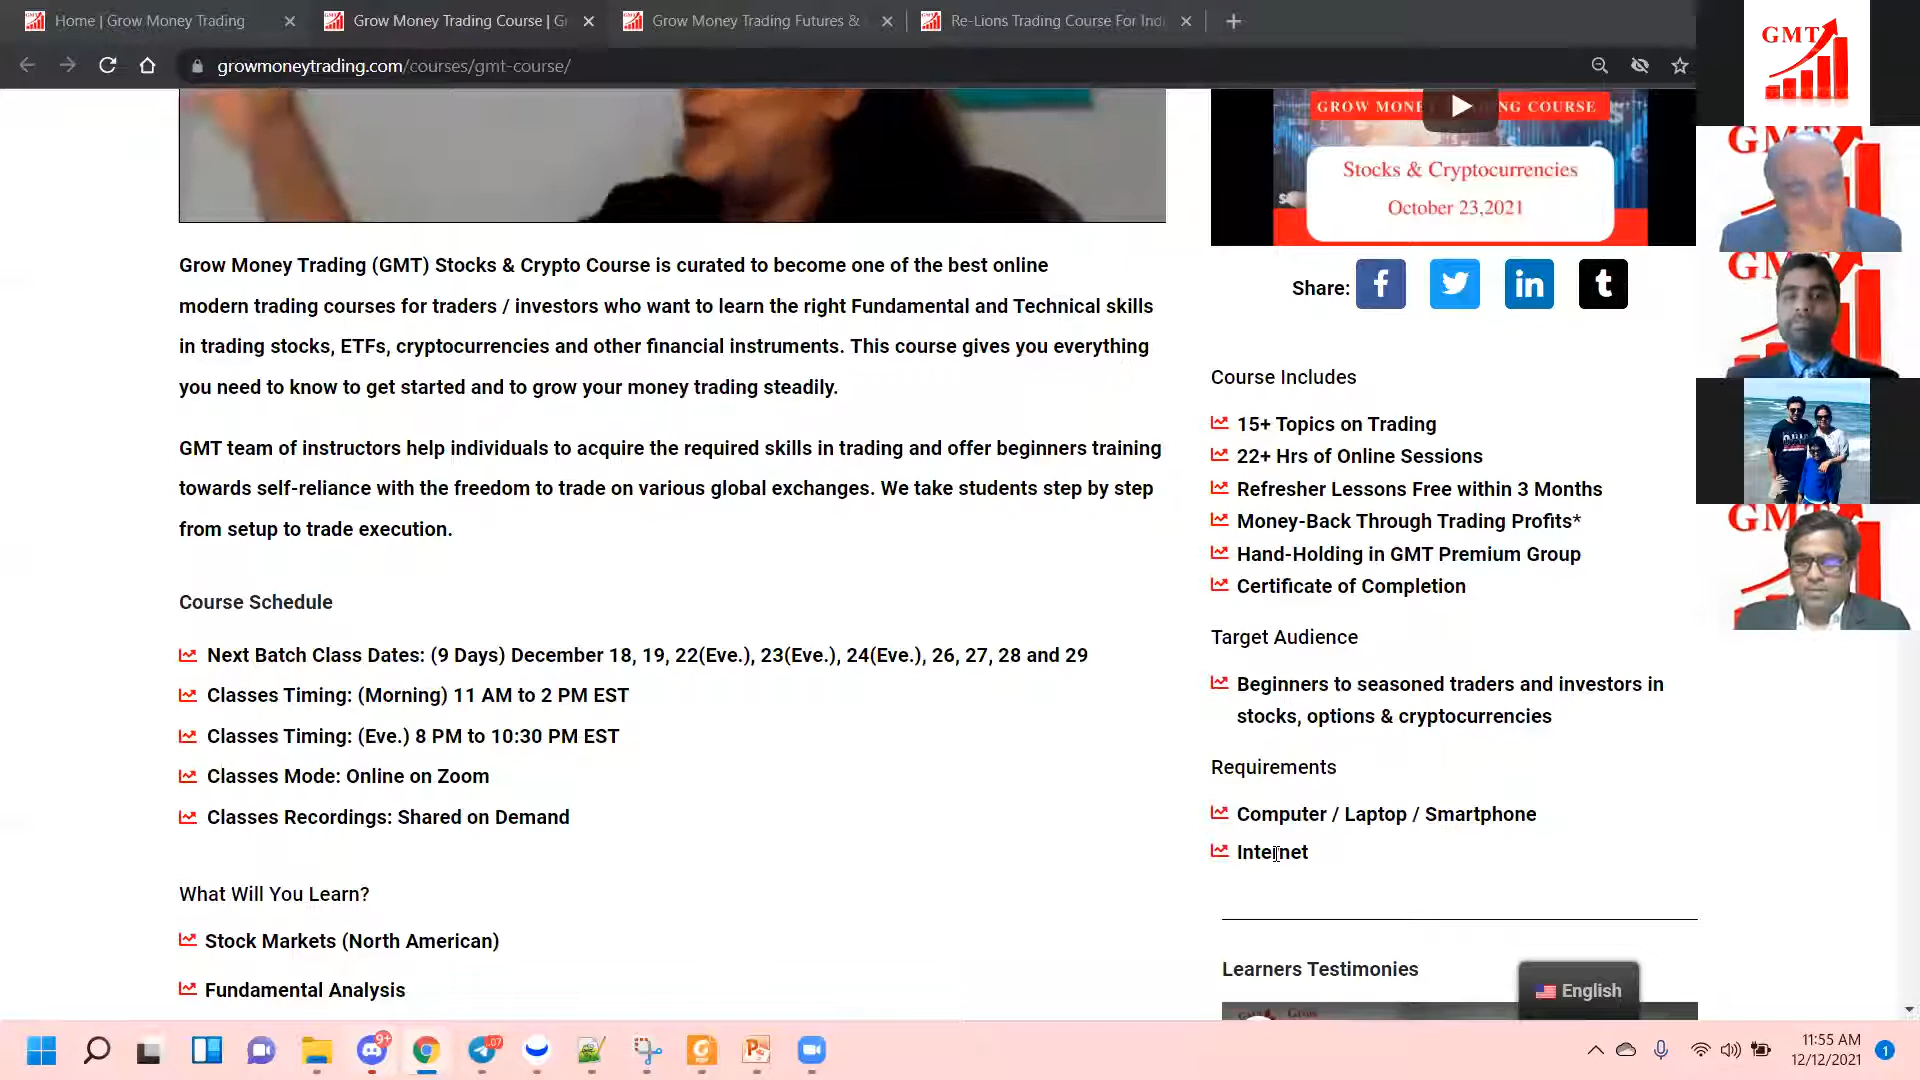 Home | Grow Money Trading
Grow Money Trading Course | G
Grow Money Trading Futures &
Re-Lions Trading Course For Ind
growmoneytrading.com/courses/gmt-course/
GMT
GROW MONE
NG COURSE
Stocks & Cryptocurrencies
October 23,2021
Share:
Grow Money Trading (GMT) Stocks & Crypto Course is curated to become one of the best online
modern trading courses for traders / investors who want to learn the right Fundamental and Technical skills
in trading stocks, ETFs, cryptocurrencies and other financial instruments. This course gives you everything
you need to know to get started and to grow your money trading steadily.
GMT team of instructors help individuals to acquire the required skills in trading and offer beginners training
towards self-reliance with the freedom to trade on various global exchanges. We take students step by step
from setup to trade execution.
Course Schedule
Next Batch Class Dates: (9 Days) December 18, 19, 22(Eve.), 23(Eve.), 24(Eve.), 26, 27, 28 and 29
Classes Timing: (Morning) 11 AM to 2 PM EST
Classes Timing: (Eve.) 8 PM to 10:30 PM EST
Classes Mode: Online on Zoom
Classes Recordings: Shared on Demand
What Will You Learn?
Stock Markets (North American)
Fundamental Analysis
Course Includes
15+ Topics on Trading
22+ Hrs of Online Sessions
Refresher Lessons Free within 3 Months
Money-Back Through Trading Profits*
Hand-Holding in GMT Premium Group
Certificate of Completion
Target Audience
Beginners to seasoned traders and investors in
stocks, options & cryptocurrencies
Requirements
Computer / Laptop / Smartphone
Internet
Learners Testimonies
English
GMT
11:55 AM
12/12/2021
1